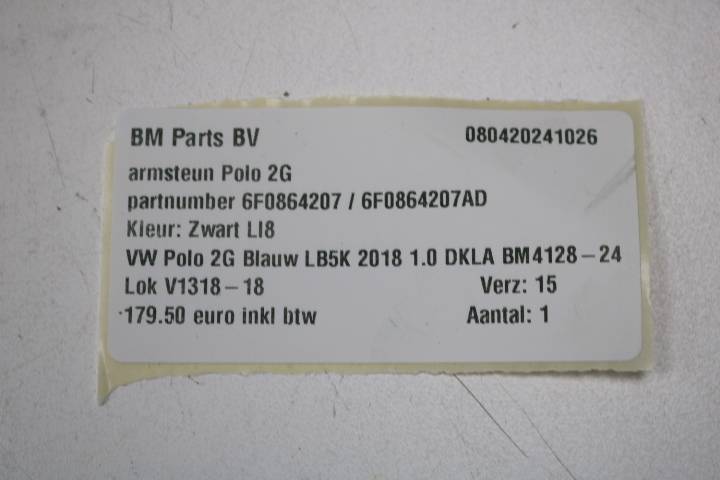 BM Parts BV 080420241026
armsteun Polo 2G
partnumber 6F0864207 / 6F0864207AD
Kleur: Zwart LI8
VW Polo 2G Blauw LB5K 2018 1.0 DKLA BM4128-24
Lok V1318-18 Verz: 15
179.50 euro inkl btw Aantal: 1